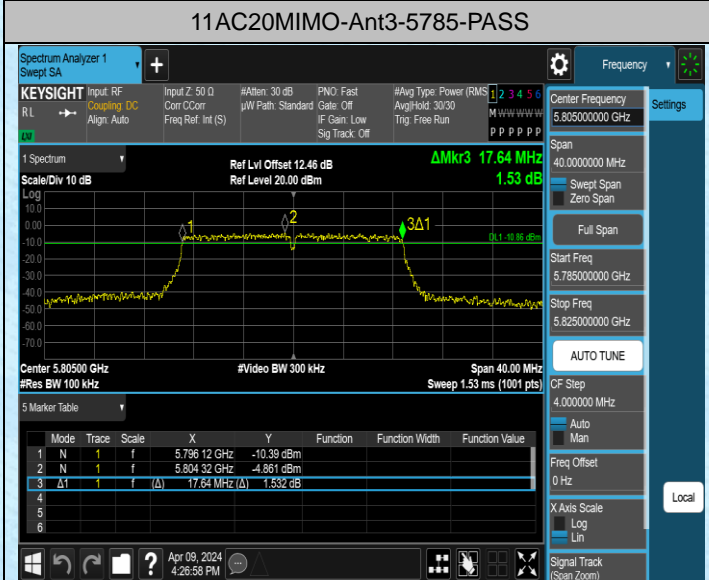 11AC20MIMO-Ant3-5785-PASS
Spectrum Analyzer 1
Swept SA
+
Frequency
KEYSIGHT
RL
LXI
Input: RF
Coupling: DC
Align: Auto
Input Z: 50 Ω
Corr CCorr
Freq Ref: Int (S)
#Atten: 30 dB
µW Path: Standard
PNO: Fast
Gate: Off
IF Gain: Low
Sig Track: Off
#Avg Type: Power (RMS
Avg|Hold: 30/30
Trig: Free Run
1 2 3 4 5 6
M W W W W W
P P P P P P
1 Spectrum
Scale/Div 10 dB
Ref Lvl Offset 12.46 dB
Ref Level 20.00 dBm
ΔMkr3 17.64 MHz
1.53 dB
Log
10.0
0.00
-10.0
-20.0
-30.0
-40.0
-50.0
-60.0
-70.0
1
2
3Δ1
DL1 -10.86 dBm
Center 5.80500 GHz
#Res BW 100 kHz
#Video BW 300 kHz
Span 40.00 MHz
Sweep 1.53 ms (1001 pts)
5 Marker Table
Mode Trace Scale X Y Function Function Width Function Value
1 N 1 f 5.796 12 GHz -10.39 dBm
2 N 1 f 5.804 32 GHz -4.861 dBm
3 Δ1 1 f (Δ) 17.64 MHz (Δ) 1.532 dB
4
5
6
Center Frequency
5.805000000 GHz
Settings
Span
40.0000000 MHz
Swept Span
Zero Span
Full Span
Start Freq
5.785000000 GHz
Stop Freq
5.825000000 GHz
AUTO TUNE
CF Step
4.000000 MHz
Auto
Man
Freq Offset
0 Hz
X Axis Scale
Log
Lin
Signal Track
(Span Zoom)
Local
?
Apr 09, 2024
4:26:58 PM